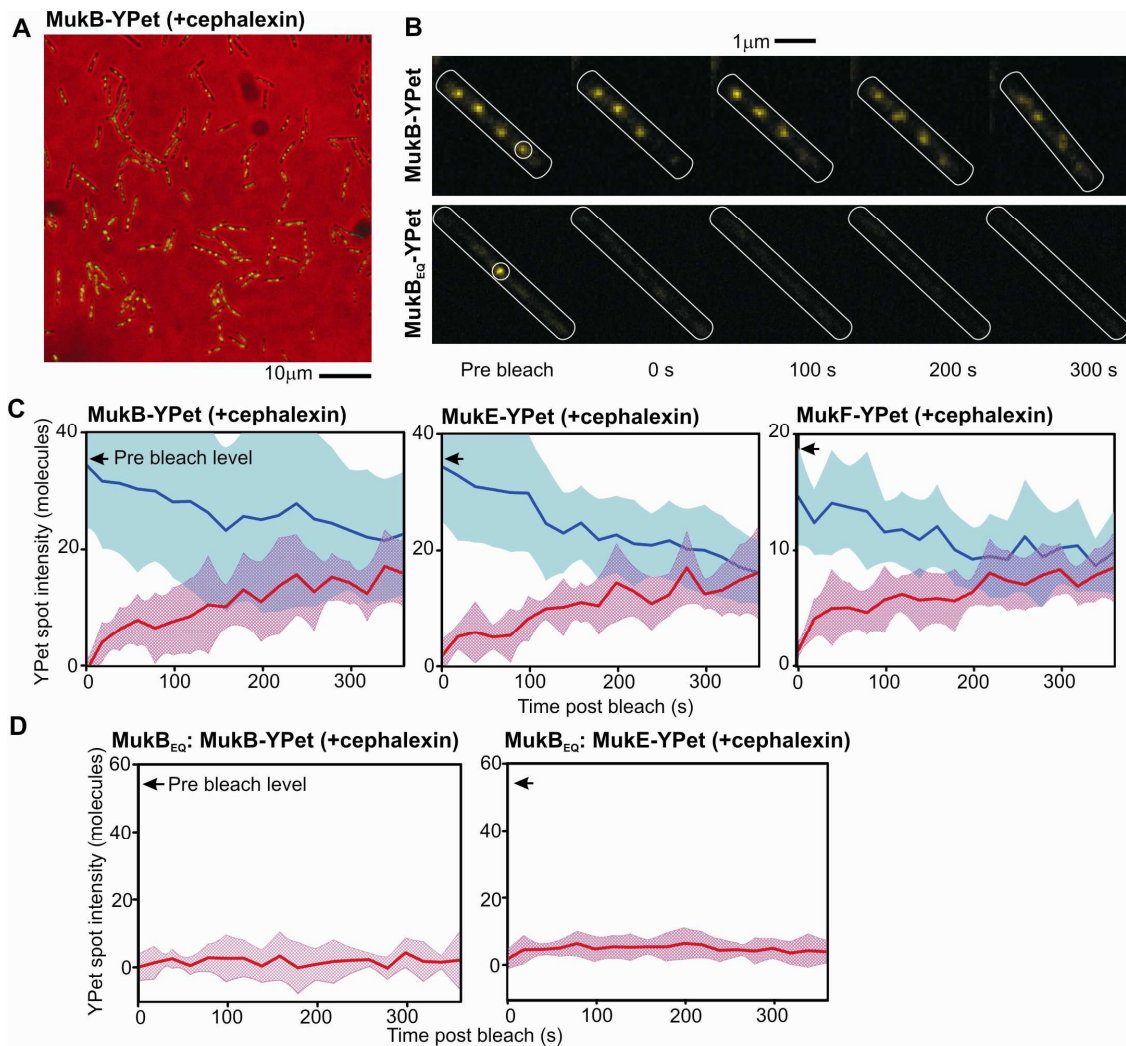 A
MukB-YPet (+cephalexin)
10μm
B
1μm
MukB-YPet
MukBEQ-YPet
Pre bleach 0 s 100 s 200 s 300 s
C
MukB-YPet (+cephalexin) MukE-YPet (+cephalexin) MukF-YPet (+cephalexin)
YPet spot intensity (molecules)
40
20
0
Pre bleach level
0 100 200 300
40
20
0
0 100 200 300
20
10
0
0 100 200 300
Time post bleach (s)
D
MukBEQ: MukB-YPet (+cephalexin) MukBEQ: MukE-YPet (+cephalexin)
YPet spot intensity (molecules)
60
40
20
0
Pre bleach level
0 100 200 300
60
40
20
0
0 100 200 300
Time post bleach (s)